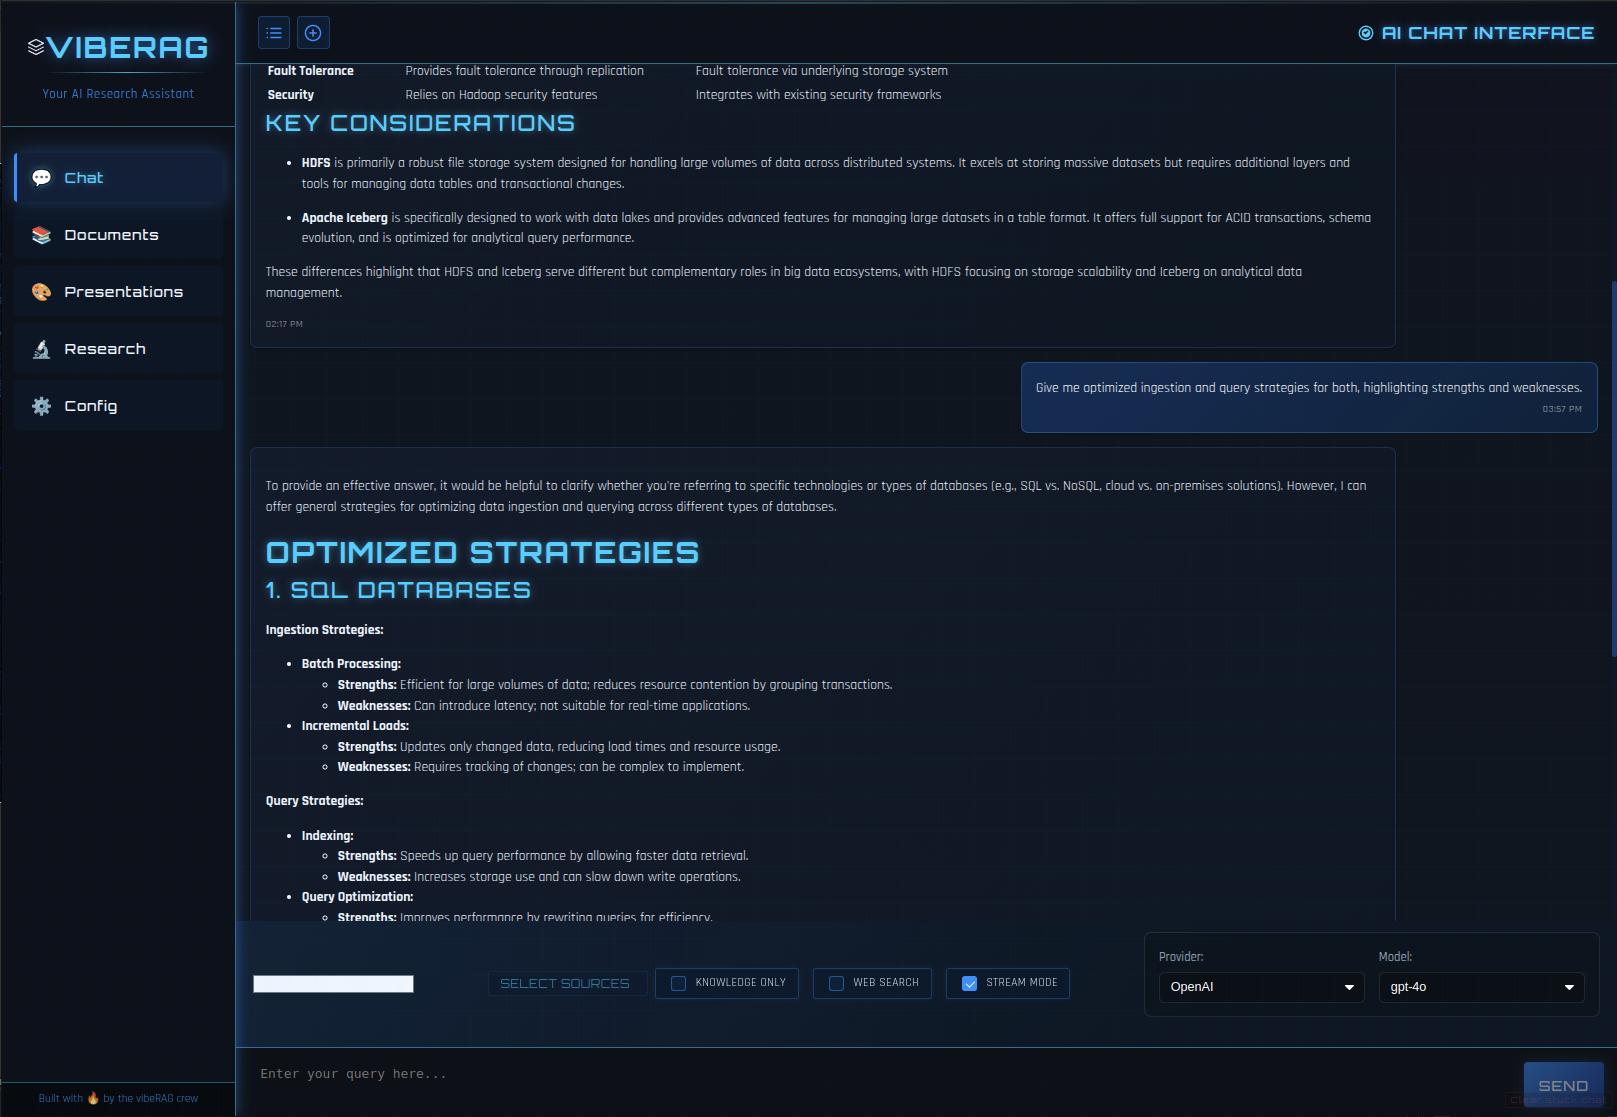 VIBERAG
Your AI Research Assistant
Chat
Documents
Presentations
Research
Config
Built with 🔥 by the vibeRAG crew
AI CHAT INTERFACE
Fault Tolerance Provides fault tolerance through replication Fault tolerance via underlying storage system
Security Relies on Hadoop security features Integrates with existing security frameworks
KEY CONSIDERATIONS
• HDFS is primarily a robust file storage system designed for handling large volumes of data across distributed systems. It excels at storing massive datasets but requires additional layers and
tools for managing data tables and transactional changes.
• Apache Iceberg is specifically designed to work with data lakes and provides advanced features for managing large datasets in a table format. It offers full support for ACID transactions, schema
evolution, and is optimized for analytical query performance.
These differences highlight that HDFS and Iceberg serve different but complementary roles in big data ecosystems, with HDFS focusing on storage scalability and Iceberg on analytical data
management.
02:17 PM
Give me optimized ingestion and query strategies for both, highlighting strengths and weaknesses.
03:57 PM
To provide an effective answer, it would be helpful to clarify whether you're referring to specific technologies or types of databases (e.g., SQL vs. NoSQL, cloud vs. on-premises solutions). However, I can
offer general strategies for optimizing data ingestion and querying across different types of databases.
OPTIMIZED STRATEGIES
1. SQL DATABASES
Ingestion Strategies:
• Batch Processing:
◦ Strengths: Efficient for large volumes of data; reduces resource contention by grouping transactions.
◦ Weaknesses: Can introduce latency; not suitable for real-time applications.
• Incremental Loads:
◦ Strengths: Updates only changed data, reducing load times and resource usage.
◦ Weaknesses: Requires tracking of changes; can be complex to implement.
Query Strategies:
• Indexing:
◦ Strengths: Speeds up query performance by allowing faster data retrieval.
◦ Weaknesses: Increases storage use and can slow down write operations.
• Query Optimization:
◦ Strengths: Improves performance by rewriting queries for efficiency.
SELECT SOURCES
KNOWLEDGE ONLY
WEB SEARCH
STREAM MODE
Provider: Model:
OpenAI gpt-4o
Enter your query here...
SEND
Clear stuck chat